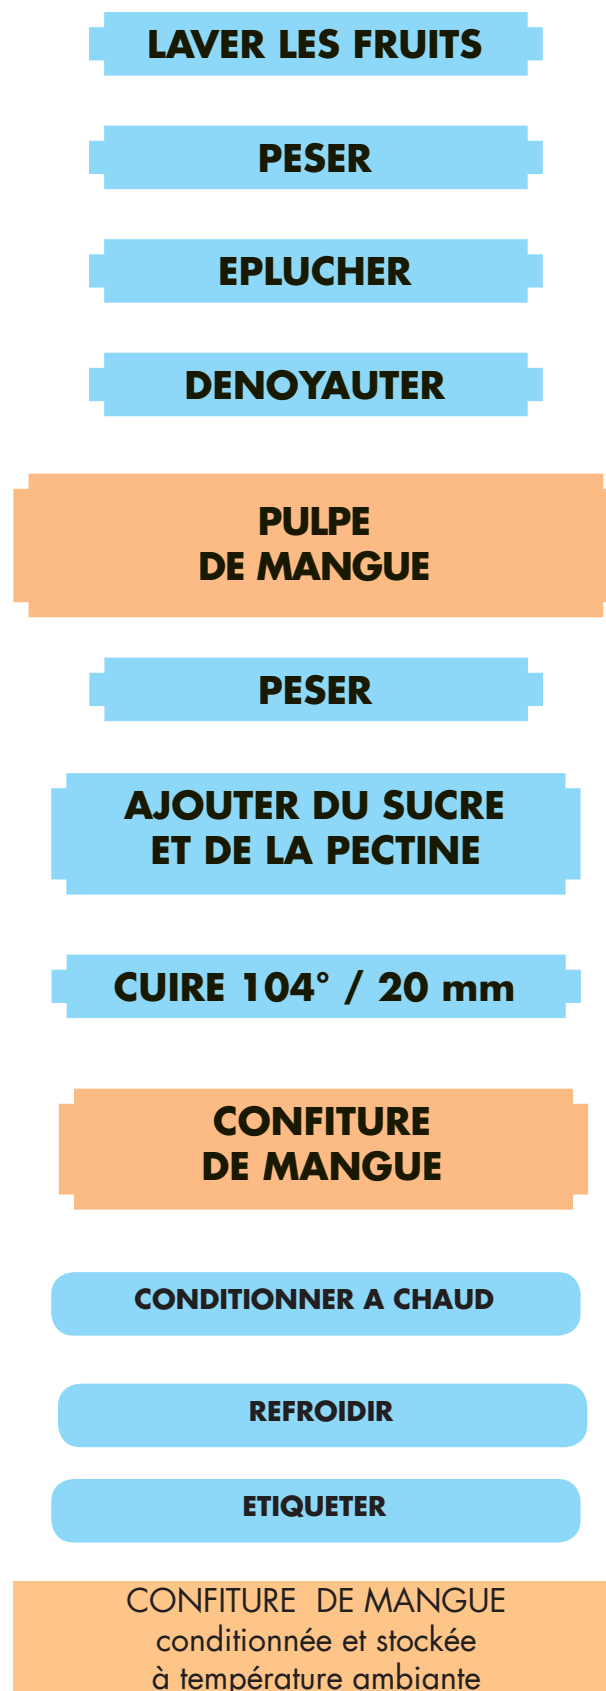 LAVER LES FRUITS
PESER
EPLUCHER
DENOYAUTER
PULPE
DE MANGUE
PESER
AJOUTER DU SUCRE
ET DE LA PECTINE
CUIRE 104° / 20 mm
CONFITURE
DE MANGUE
CONDITIONNER A CHAUD
REFROIDIR
ETIQUETER
CONFITURE DE MANGUE
conditionnée et stockée
à température ambiante